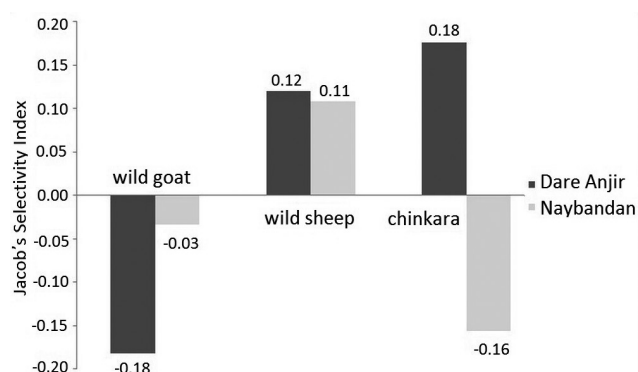 0.20
0.15
0.10
0.05
0.00
-0.05
-0.10
-0.15
-0.20
Jacob's Selectivity Index
wild goat
-0.18
-0.03
wild sheep
0.12
0.11
chinkara
0.18
-0.16
Dare Anjir
Naybandan